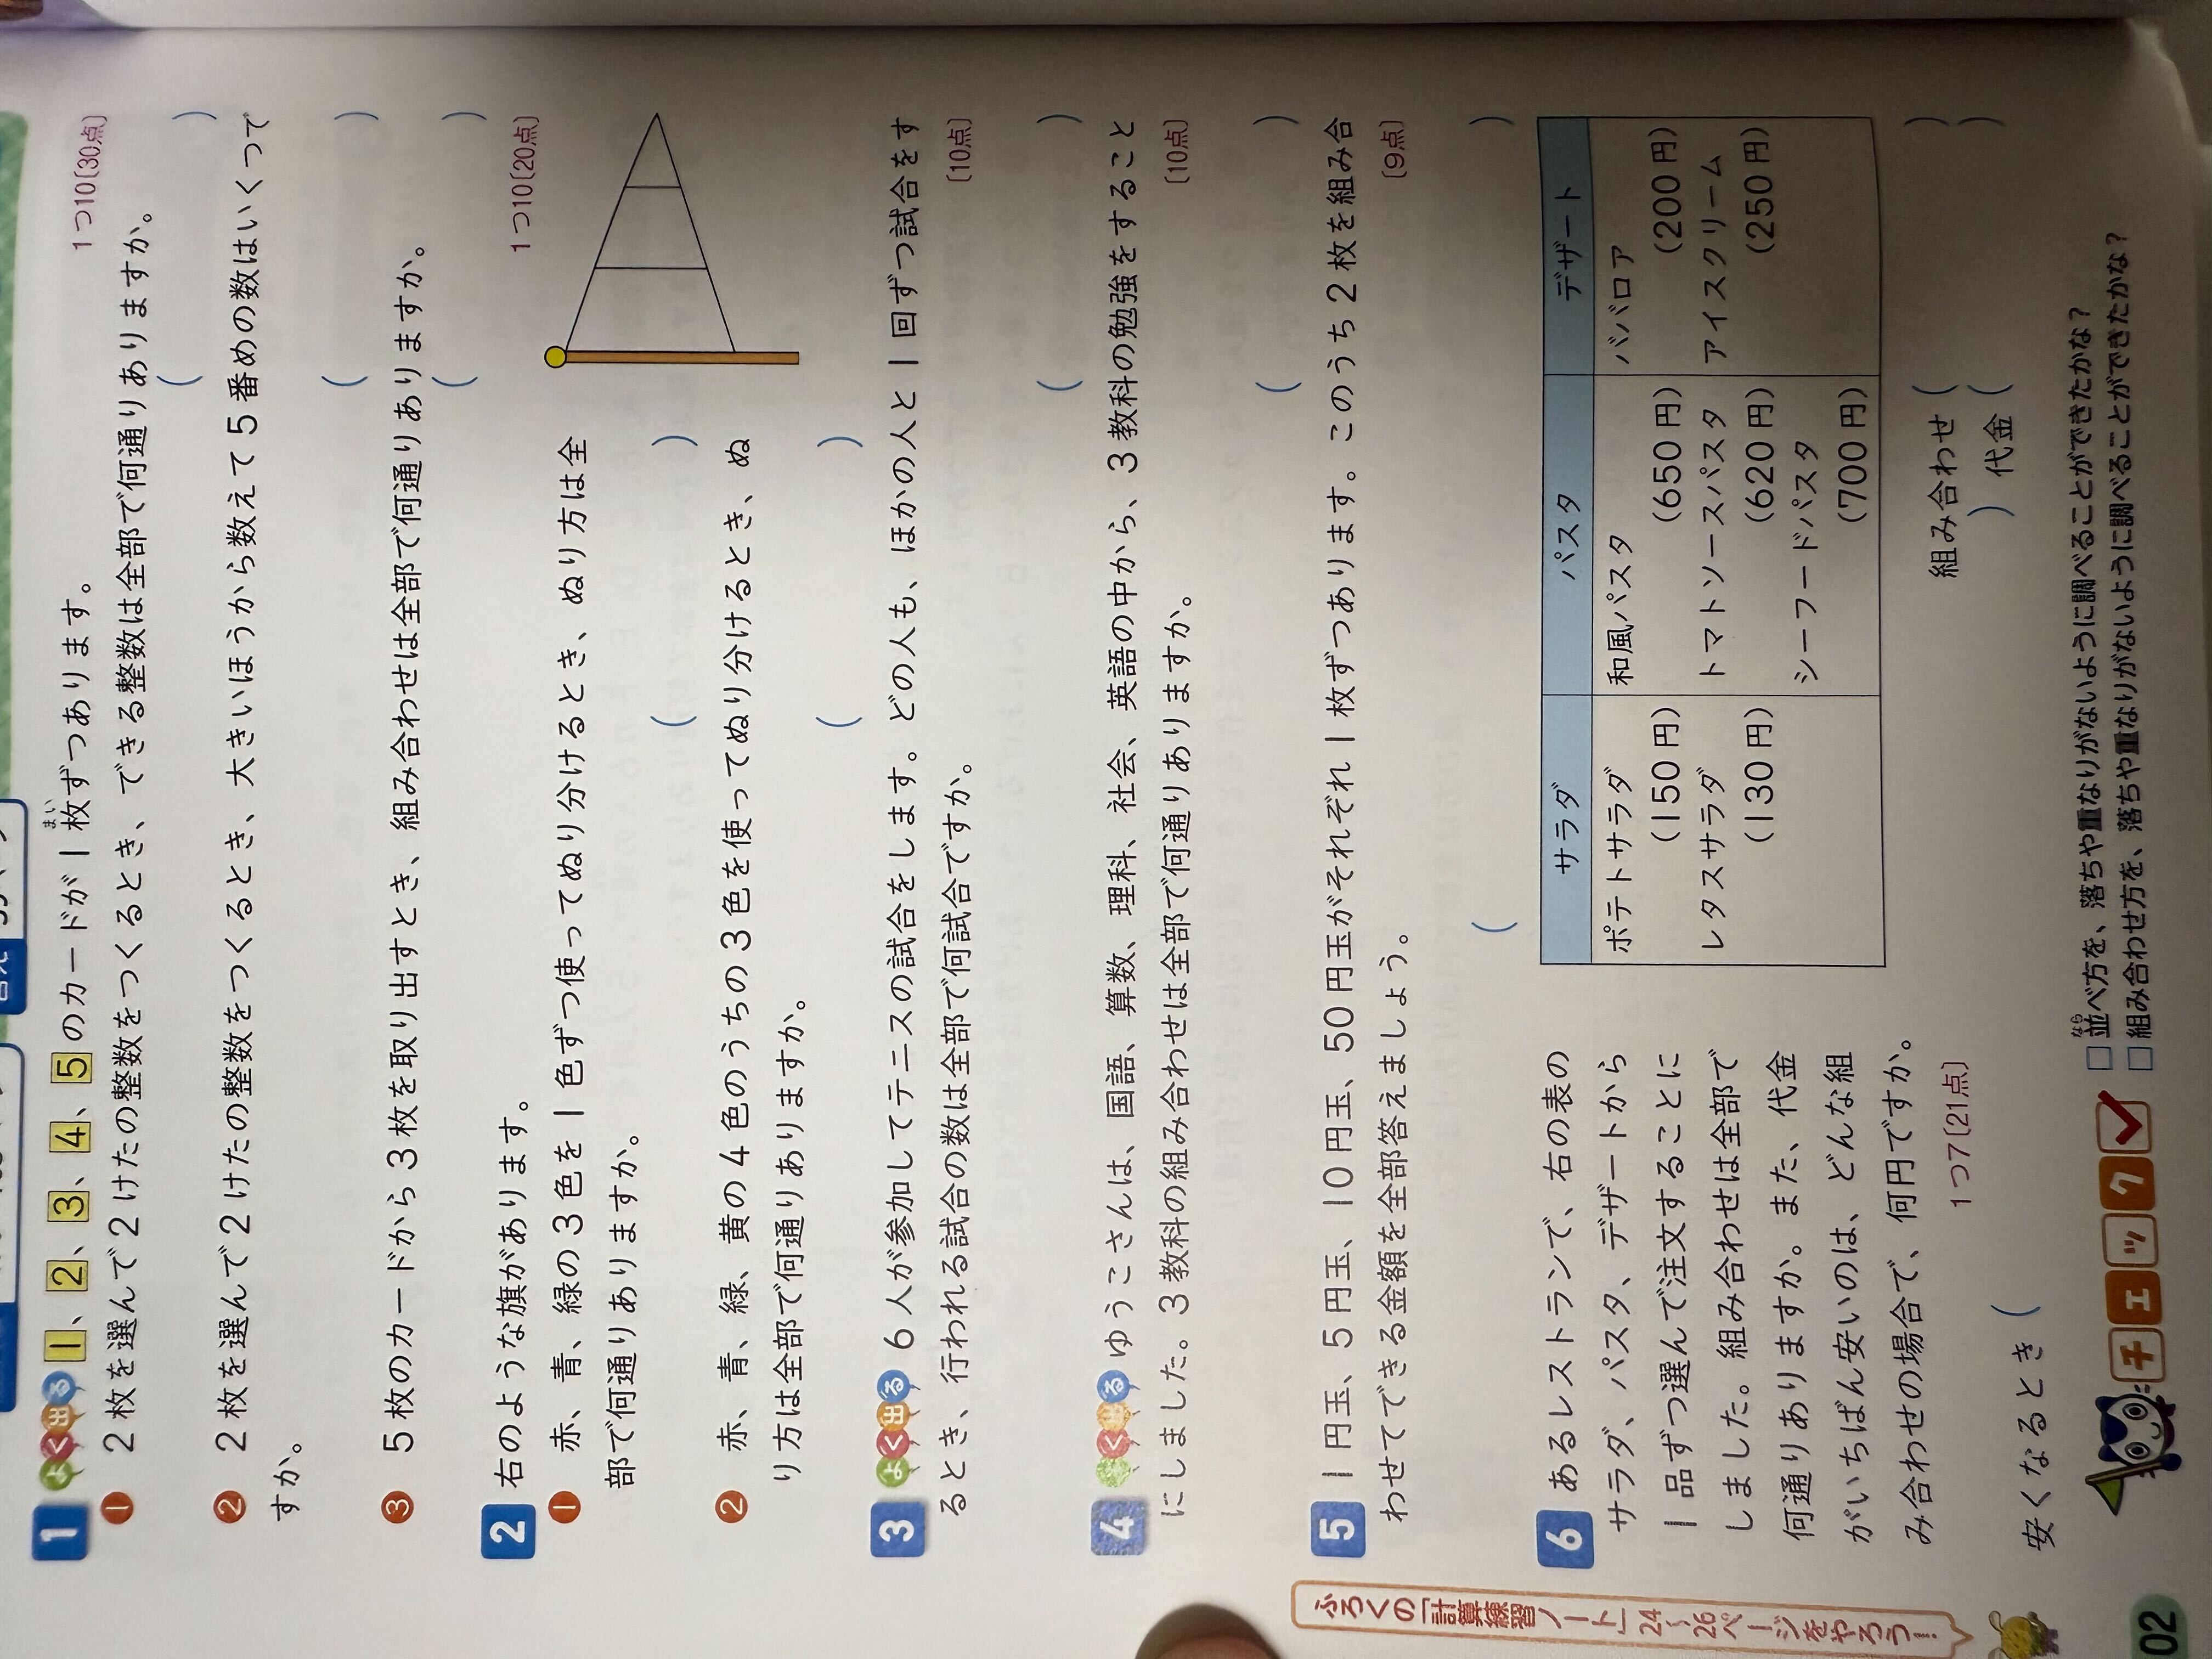 1 よく出る 1、2、3、4、5のカードが1枚ずつあります。
まい
1つ10〔30点〕
❶ 2枚を選んで2けたの整数をつくるとき、できる整数は全部で何通りありますか。
( )
❷ 2枚を選んで2けたの整数をつくるとき、大きいほうから数えて5番めの数はいくつで
すか。
( )
❸ 5枚のカードから3枚を取り出すとき、組み合わせは全部で何通りありますか。
( )
2 右のような旗があります。
1つ10〔20点〕
❶ 赤、青、緑の3色を1色ずつ使ってぬり分けるとき、ぬり方は全
部で何通りありますか。
( )
❷ 赤、青、緑、黄の4色のうちの3色を使ってぬり分けるとき、ぬ
り方は全部で何通りありますか。
( )
3 よく出る 6人が参加してテニスの試合をします。どの人も、ほかの人と1回ずつ試合をす
るとき、行われる試合の数は全部で何試合ですか。
〔10点〕
( )
4 よく出る ゆうこさんは、国語、算数、理科、社会、英語の中から、3教科の勉強をすること
にしました。3教科の組み合わせは全部で何通りありますか。
〔10点〕
( )
5 1円玉、5円玉、10円玉、50円玉がそれぞれ1枚ずつあります。このうち2枚を組み合
わせてできる金額を全部答えましょう。
〔9点〕
( )
6 あるレストランで、右の表の
サラダ、パスタ、デザートから
1品ずつ選んで注文することに
しました。組み合わせは全部で
何通りありますか。また、代金
がいちばん安いのは、どんな組
み合わせの場合で、何円ですか。
1つ7〔21点〕
サラダ パスタ デザート
ポテトサラダ 和風パスタ ババロア
(150円) (650円) (200円)
レタスサラダ トマトソースパスタ アイスクリーム
(130円) (620円) (250円)
シーフードパスタ
(700円)
組み合わせ( )
安くなるとき( ) 代金( )
チェック
□並べ方を、落ちや重なりがないように調べることができたかな?
なら
□組み合わせ方を、落ちや重なりがないように調べることができたかな?
ふろくの「計算練習ノート」24〜26ページをやろう!
02